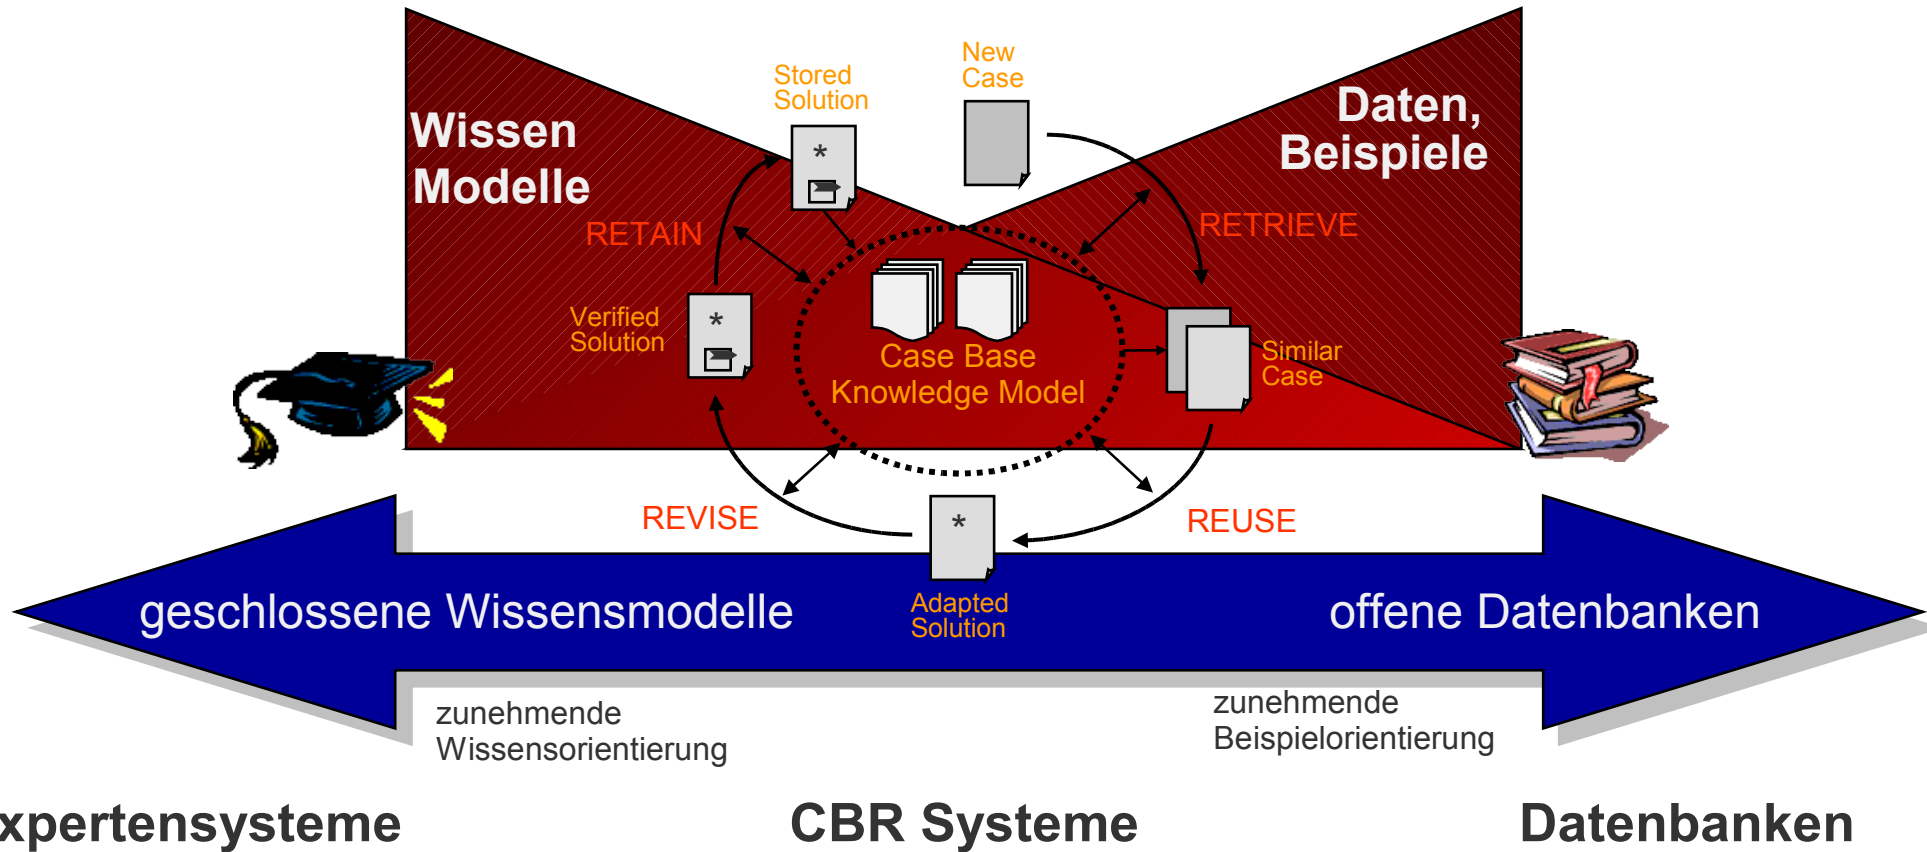 New
Case
Stored
Solution
Wissen
Modelle
Daten,
Beispiele
*
RETAIN
RETRIEVE
Verified
Solution
*
Case Base
Knowledge Model
Similar
Case
REVISE
*
REUSE
geschlossene Wissensmodelle
Adapted
Solution
offene Datenbanken
zunehmende
Wissensorientierung
zunehmende
Beispielorientierung
xpertensysteme
CBR Systeme
Datenbanken